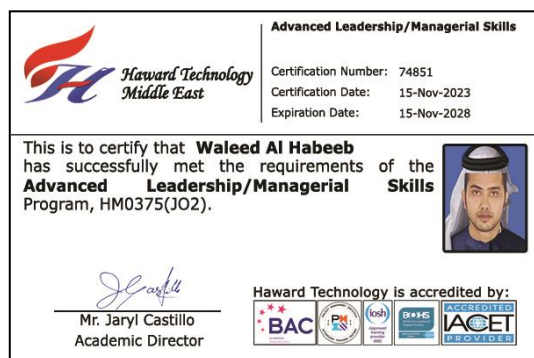 Haward Technology
Middle East
Advanced Leadership/Managerial Skills
Certification Number: 74851
Certification Date: 15-Nov-2023
Expiration Date: 15-Nov-2028
This is to certify that Waleed Al Habeeb
has successfully met the requirements of the
Advanced Leadership/Managerial Skills
Program, HM0375(JO2).
Mr. Jaryl Castillo
Academic Director
Haward Technology is accredited by:
BAC
iosh
ACCREDITED
IACET
PROVIDER